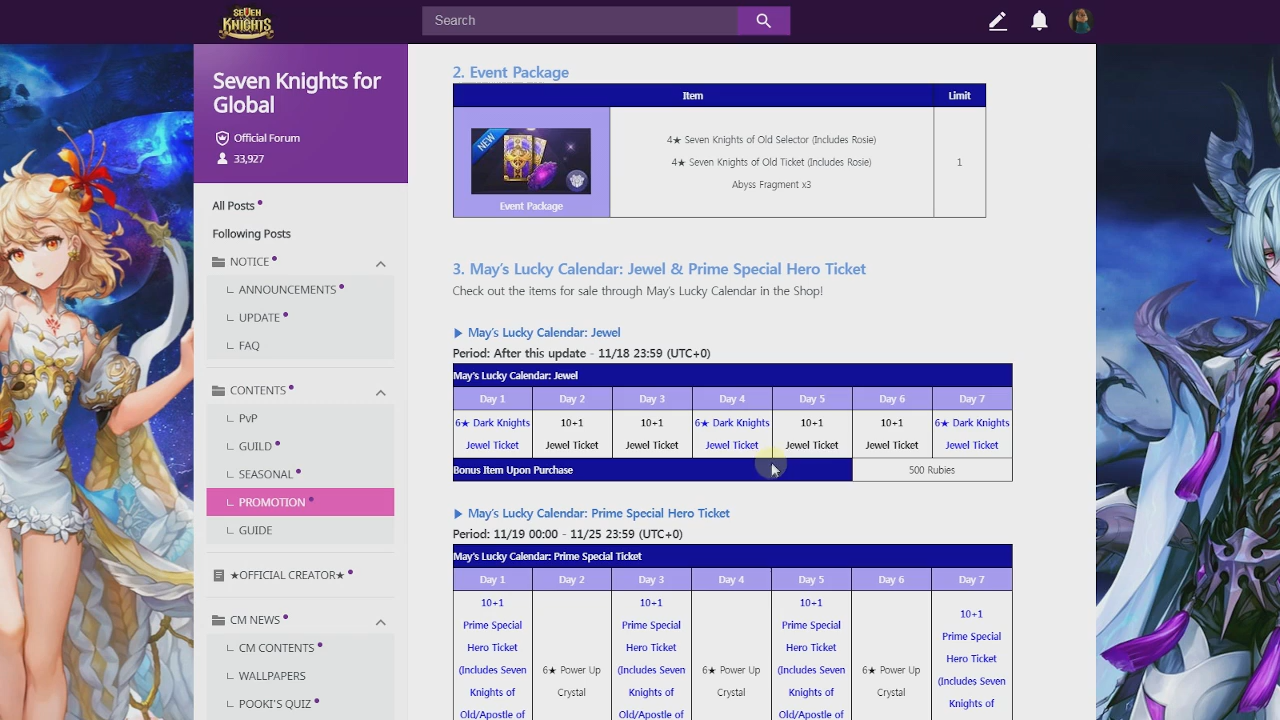 SEVEN
KNIGHTS
Search
Seven Knights for
Global
Official Forum
33,927
All Posts
Following Posts
NOTICE
ANNOUNCEMENTS
UPDATE
FAQ
CONTENTS
PvP
GUILD
SEASONAL
PROMOTION
GUIDE
★OFFICIAL CREATOR★
CM NEWS
CM CONTENTS
WALLPAPERS
POOKI'S QUIZ
2. Event Package
Item Limit
NEW
Event Package
4★ Seven Knights of Old Selector (Includes Rosie)
4★ Seven Knights of Old Ticket (Includes Rosie)
Abyss Fragment x3
1
3. May's Lucky Calendar: Jewel & Prime Special Hero Ticket
Check out the items for sale through May's Lucky Calendar in the Shop!
▶ May's Lucky Calendar: Jewel
Period: After this update - 11/18 23:59 (UTC+0)
May's Lucky Calendar: Jewel
Day 1 Day 2 Day 3 Day 4 Day 5 Day 6 Day 7
6★ Dark Knights 10+1 10+1 6★ Dark Knights 10+1 10+1 6★ Dark Knights
Jewel Ticket Jewel Ticket Jewel Ticket Jewel Ticket Jewel Ticket Jewel Ticket Jewel Ticket
Bonus Item Upon Purchase 500 Rubies
▶ May's Lucky Calendar: Prime Special Hero Ticket
Period: 11/19 00:00 - 11/25 23:59 (UTC+0)
May's Lucky Calendar: Prime Special Ticket
Day 1 Day 2 Day 3 Day 4 Day 5 Day 6 Day 7
10+1
Prime Special
Hero Ticket
(Includes Seven
Knights of
Old/Apostle of
6★ Power Up
Crystal
10+1
Prime Special
Hero Ticket
(Includes Seven
Knights of
Old/Apostle of
6★ Power Up
Crystal
10+1
Prime Special
Hero Ticket
(Includes Seven
Knights of
Old/Apostle of
6★ Power Up
Crystal
10+1
Prime Special
Hero Ticket
(Includes Seven
Knights of